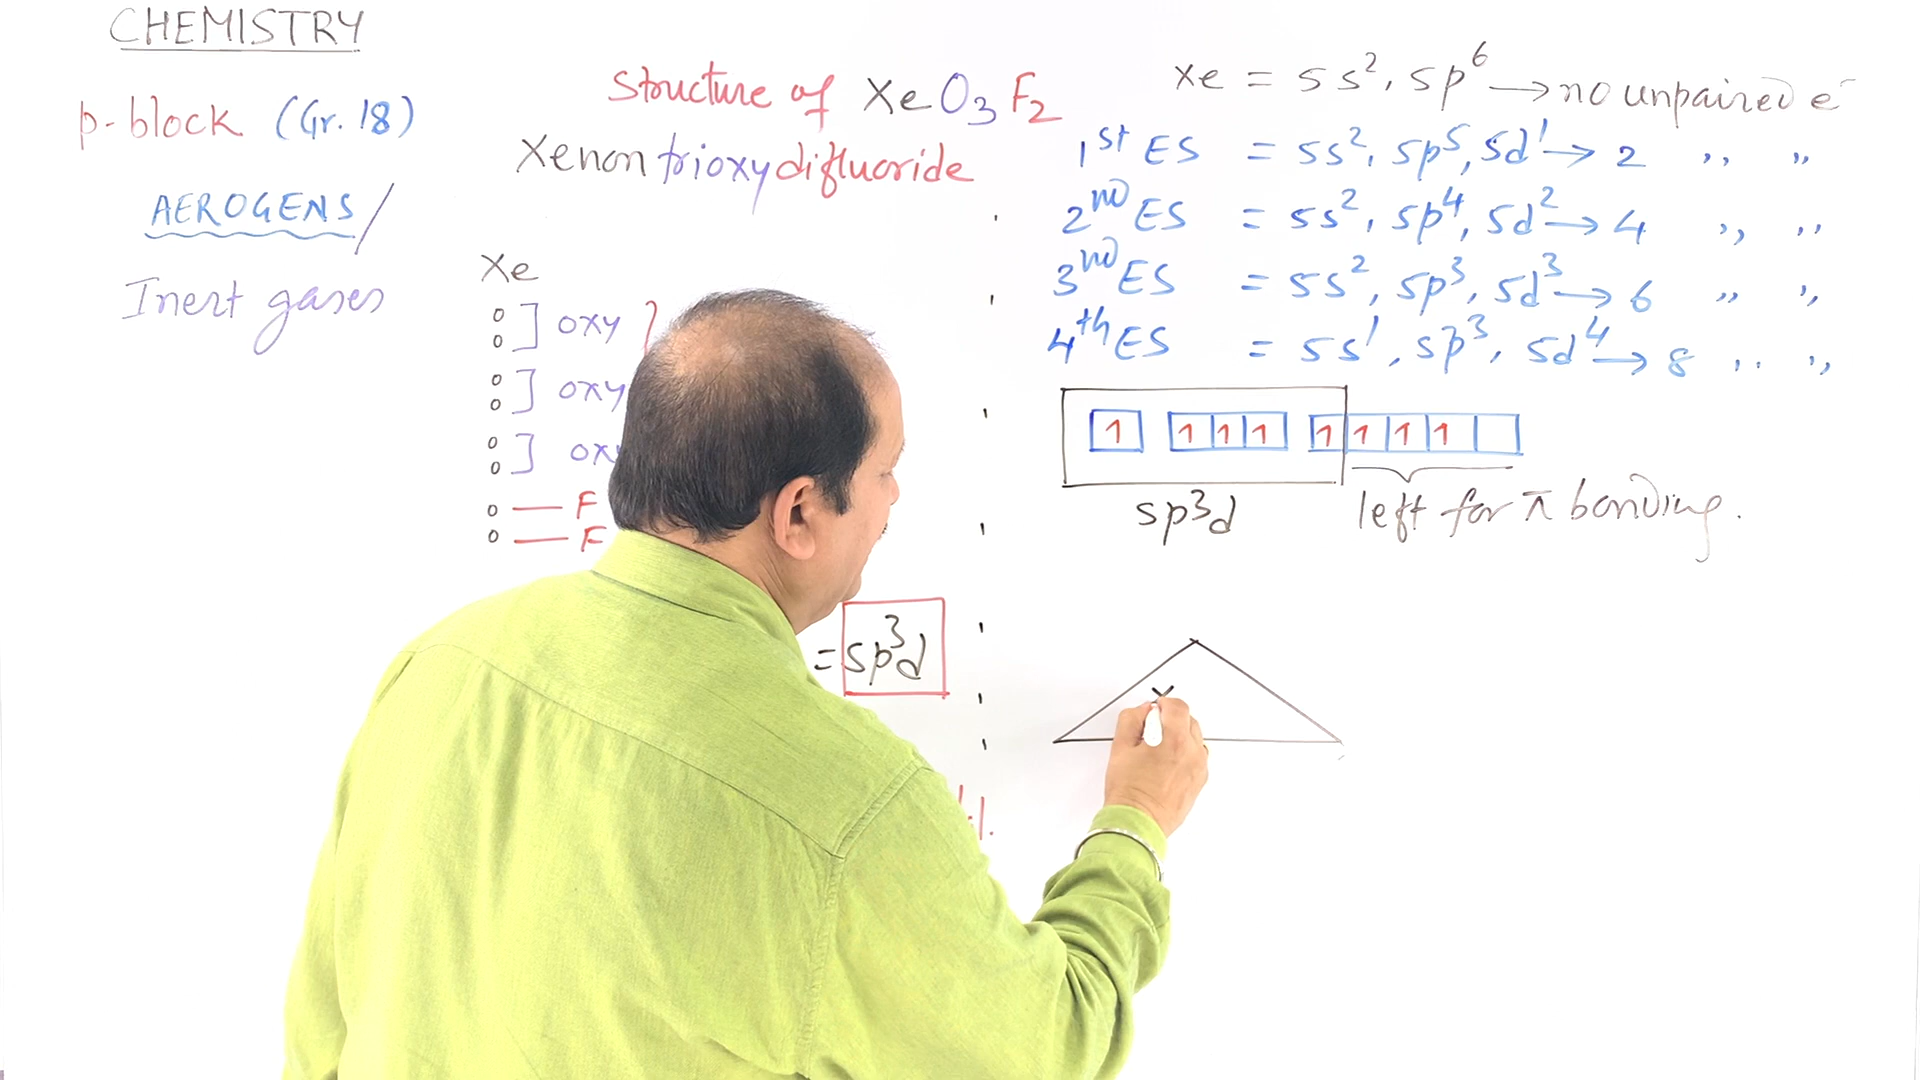 CHEMISTRY
p-block (Gr. 18)
AEROGENS/
Inert gases
Structure of XeO3F2
Xenon trioxydifluoride
Xe
] oxy
] oxy
] ox
— F
— F
= sp³d
Xe = 5s², 5p⁶ → no unpaired e⁻
1st ES = 5s², 5p⁵, 5d¹ → 2 ,, ,,
2nd ES = 5s², 5p⁴, 5d² → 4 ,, ,,
3nd ES = 5s², 5p³, 5d³ → 6 ,, ,,
4th ES = 5s¹, 5p³, 5d⁴ → 8 ,, ,,
1 1 1 1 1 1 1 1
sp³d left for π bonding.